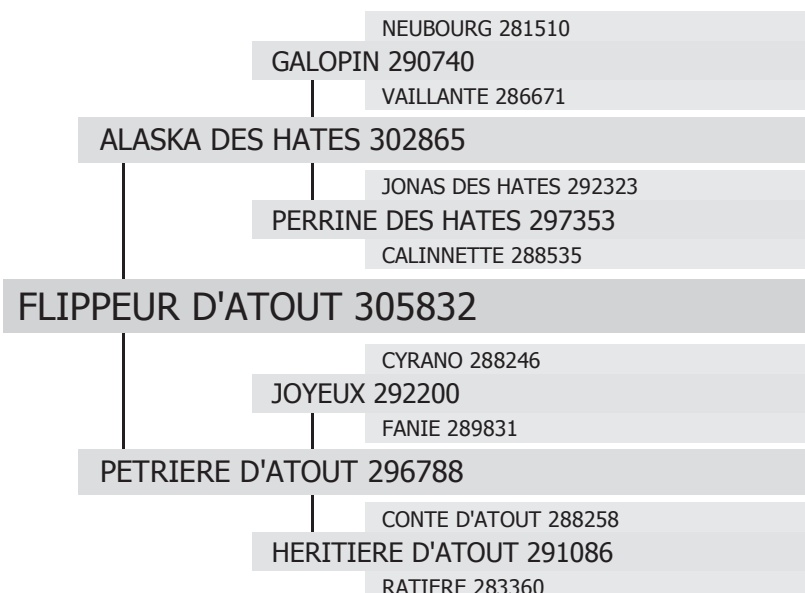 NEUBOURG 281510
GALOPIN 290740
VAILLANTE 286671
ALASKA DES HATES 302865
JONAS DES HATES 292323
PERRINE DES HATES 297353
CALINNETTE 288535
FLIPPEUR D'ATOUT 305832
CYRANO 288246
JOYEUX 292200
FANIE 289831
PETRIERE D'ATOUT 296788
CONTE D'ATOUT 288258
HERITIERE D'ATOUT 291086
RATIERE 283360